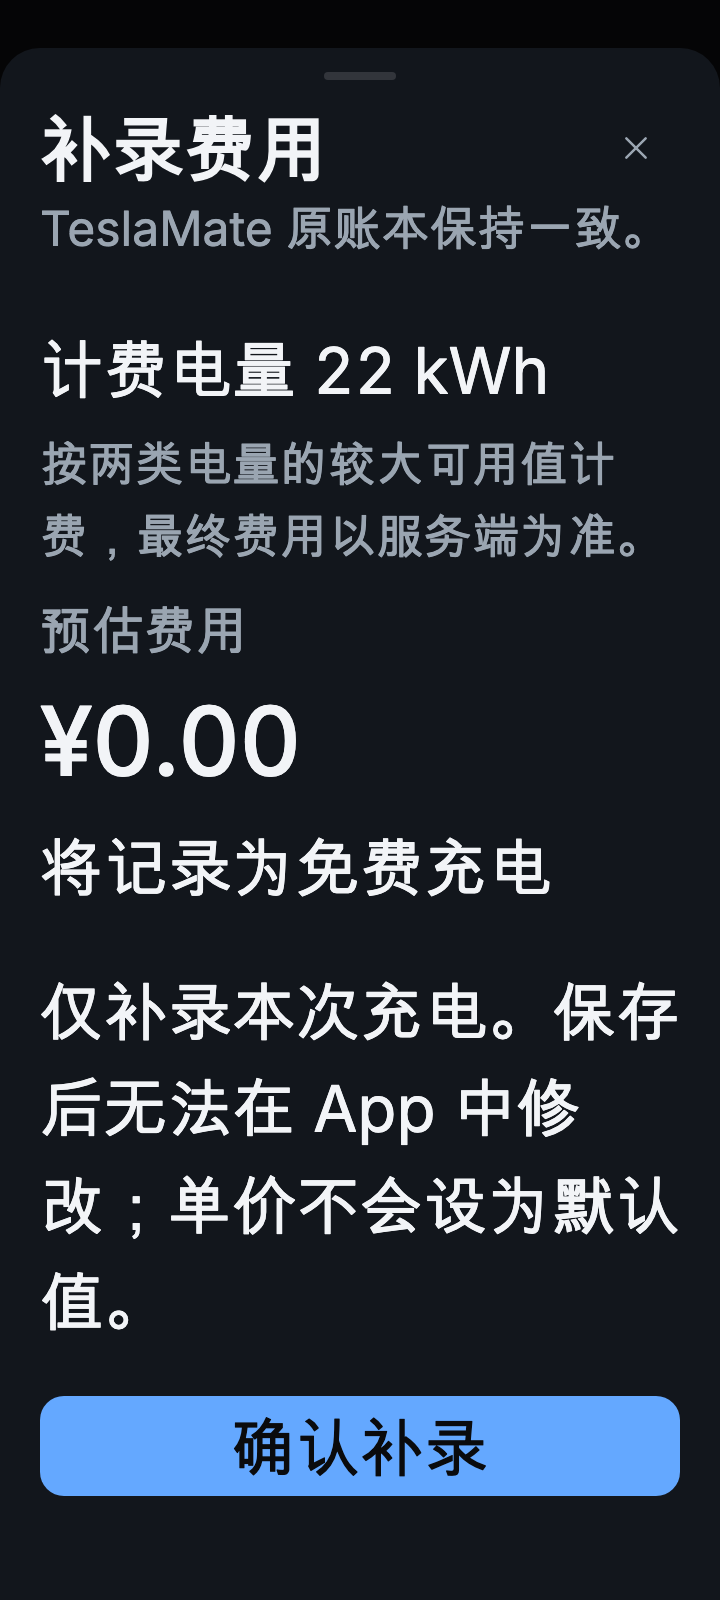 补录费用
TeslaMate 原账本保持一致。
计费电量 22 kWh
按两类电量的较大可用值计
费，最终费用以服务端为准。
预估费用
¥0.00
将记录为免费充电
仅补录本次充电。保存
后无法在 App 中修
改；单价不会设为默认
值。
确认补录